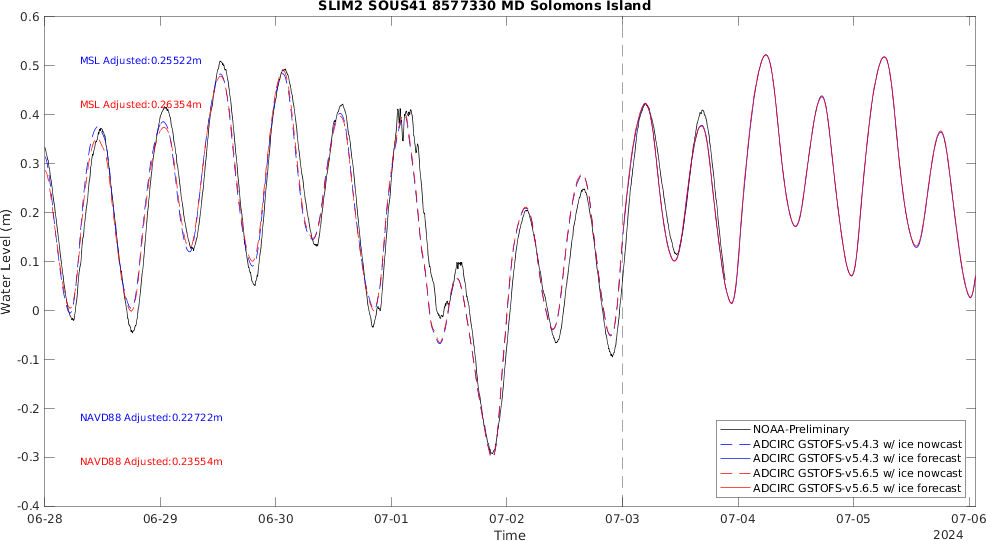 SLIM2 SOUS41 8577330 MD Solomons Island
Water Level (m)
0.6
0.5
0.4
0.3
0.2
0.1
0
-0.1
-0.2
-0.3
-0.4
MSL Adjusted:0.25522m
MSL Adjusted:0.26354m
NAVD88 Adjusted:0.22722m
NAVD88 Adjusted:0.23554m
NOAA-Preliminary
ADCIRC GSTOFS-v5.4.3 w/ ice nowcast
ADCIRC GSTOFS-v5.4.3 w/ ice forecast
ADCIRC GSTOFS-v5.6.5 w/ ice nowcast
ADCIRC GSTOFS-v5.6.5 w/ ice forecast
06-28 06-29 06-30 07-01 07-02 07-03 07-04 07-05 07-06
Time
2024